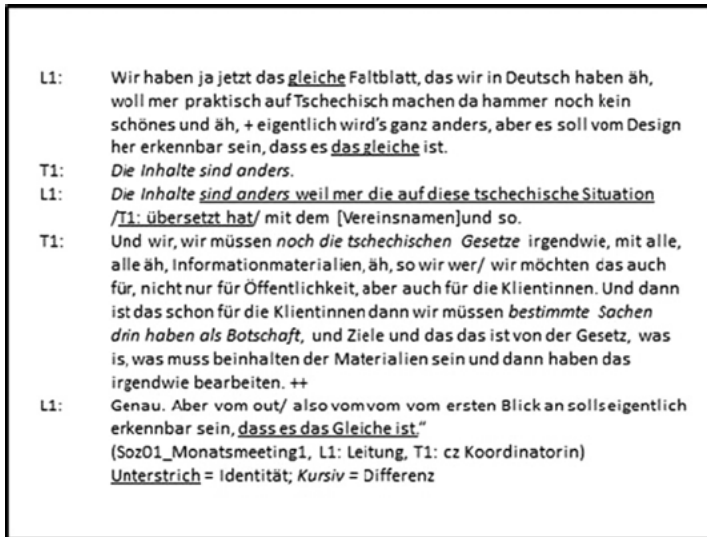 L1: Wir haben ja jetzt das gleiche Faltblatt, das wir in Deutsch haben äh,
woll mer praktisch auf Tschechisch machen da hammer noch kein
schönes und äh, + eigentlich wird's ganz anders, aber es soll vom Design
her erkennbar sein, dass es das gleiche ist.
T1: Die Inhalte sind anders.
L1: Die Inhalte sind anders weil mer die auf diese tschechische Situation
/T1: übersetzt hat/ mit dem [Vereinsnamen]und so.
T1: Und wir, wir müssen noch die tschechischen Gesetze irgendwie, mit alle,
alle äh, Informationmaterialien, äh, so wir wer/ wir möchten das auch
für, nicht nur für Öffentlichkeit, aber auch für die Klientinnen. Und dann
ist das schon für die Klientinnen dann wir müssen bestimmte Sachen
drin haben als Botschaft, und Ziele und das das ist von der Gesetz, was
is, was muss beinhalten der Materialien sein und dann haben das
irgendwie bearbeiten. ++
L1: Genau. Aber vom out/ also vom vom vom ersten Blick an solls eigentlich
erkennbar sein, dass es das Gleiche ist."
(Soz01_Monatsmeeting1, L1: Leitung, T1: cz Koordinatorin)
Unterstrich = Identität; Kursiv = Differenz